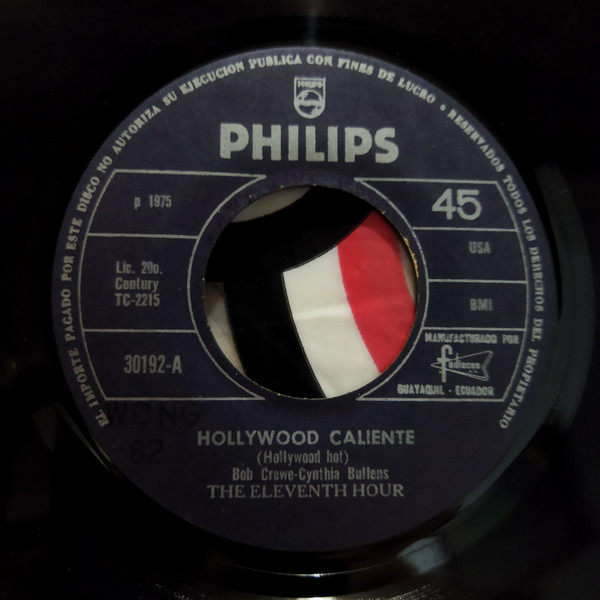 EL IMPORTE PAGADO POR ESTE DISCO NO AUTORIZA SU EJECUCION PUBLICA CON FINES DE LUCRO • RESERVADOS TODOS LOS DERECHOS DEL PROPIETARIO
PHILIPS
PHILIPS
p 1975
45
USA
Lic. 20o.
Century
TC-2215
BMI
30192-A
MANUFACTURADO POR
fediscos
GUAYAQUIL - ECUADOR
WONG
82
HOLLYWOOD CALIENTE
(Hollywood hot)
Bob Crewe-Cynthia Bullens
THE ELEVENTH HOUR